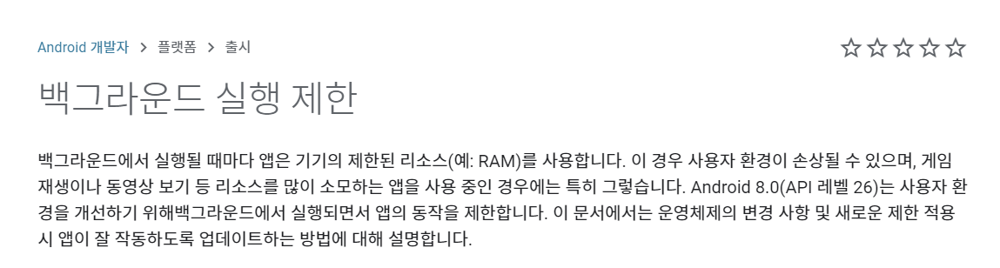 Android 개발자 > 플랫폼 > 출시
백그라운드 실행 제한
백그라운드에서 실행될 때마다 앱은 기기의 제한된 리소스(예: RAM)를 사용합니다. 이 경우 사용자 환경이 손상될 수 있으며, 게임
재생이나 동영상 보기 등 리소스를 많이 소모하는 앱을 사용 중인 경우에는 특히 그렇습니다. Android 8.0(API 레벨 26)는 사용자 환
경을 개선하기 위해백그라운드에서 실행되면서 앱의 동작을 제한합니다. 이 문서에서는 운영체제의 변경 사항 및 새로운 제한 적용
시 앱이 잘 작동하도록 업데이트하는 방법에 대해 설명합니다.